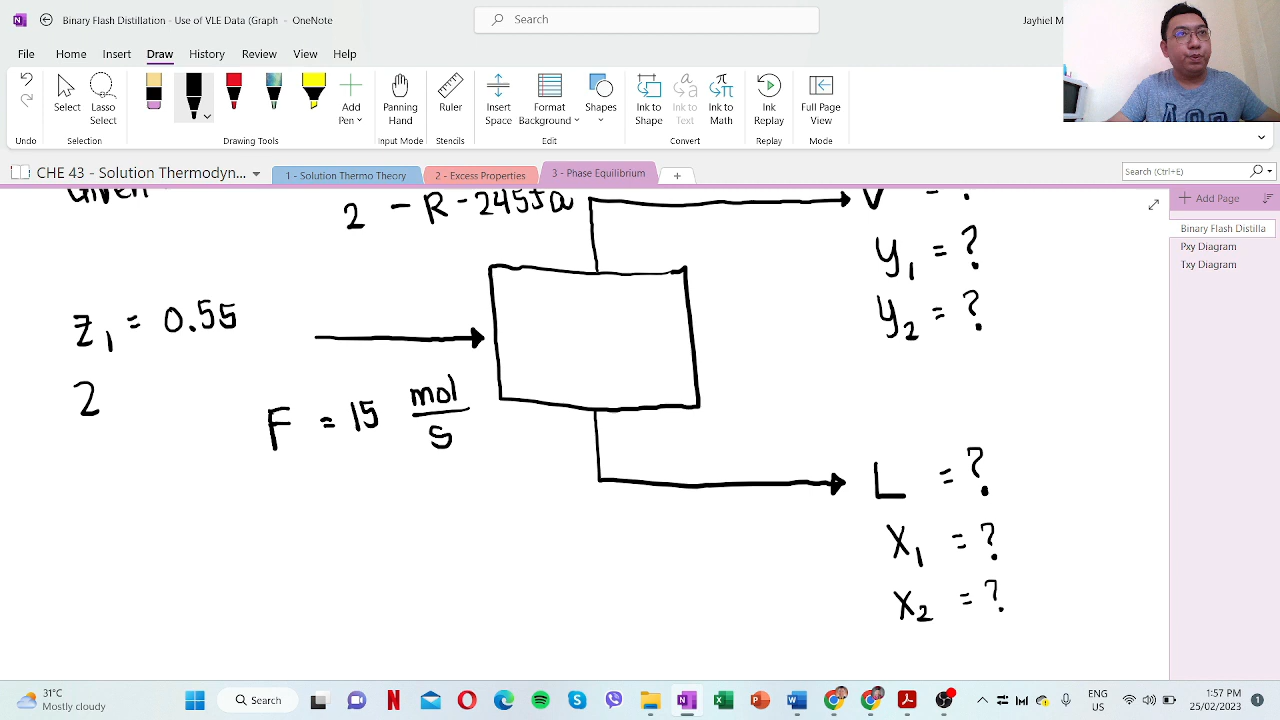 Binary Flash Distillation - Use of VLE Data (Graph - OneNote
Search
Jayhiel M
File Home Insert Draw History Review View Help
Select
Lasso Select
Add Pen
Panning Hand
Ruler
Insert Space
Format Background
Shapes
Ink to Shape
Ink to Text
Ink to Math
Ink Replay
Full Page View
Undo
Drawing Tools
Input Mode
Stencils
Edit
Convert
Replay
Mode
CHE 43 - Solution Thermodyn...
1 - Solution Thermo Theory
2 - Excess Properties
3 - Phase Equilibrium
Search (Ctrl+E)
Add Page
Binary Flash Distilla
Pxy Diagram
Txy Diagram
Given
2 - R-245fa
V = ?
y1 = ?
y2 = ?
z1 = 0.55
2
F = 15 mol/s
L = ?
x1 = ?
x2 = ?
31°C
Mostly cloudy
Search
ENG
US
1:57 PM
25/02/2023
1